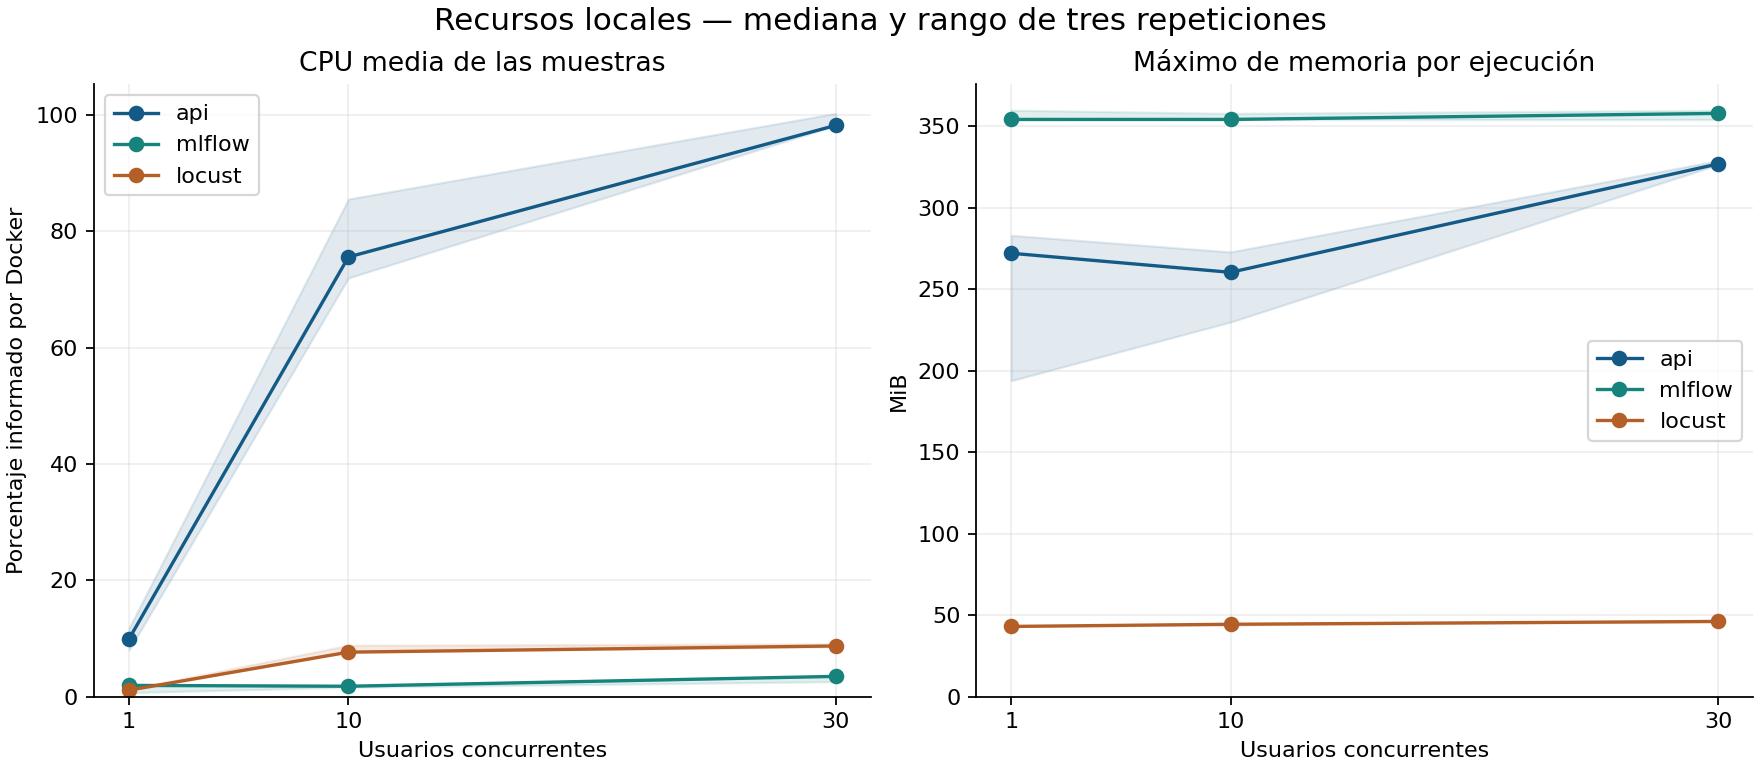 Recursos locales — mediana y rango de tres repeticiones
CPU media de las muestras
Porcentaje informado por Docker
100
80
60
40
20
0
api
mlflow
locust
1
10
30
Usuarios concurrentes
Máximo de memoria por ejecución
MiB
350
300
250
200
150
100
50
0
api
mlflow
locust
1
10
30
Usuarios concurrentes